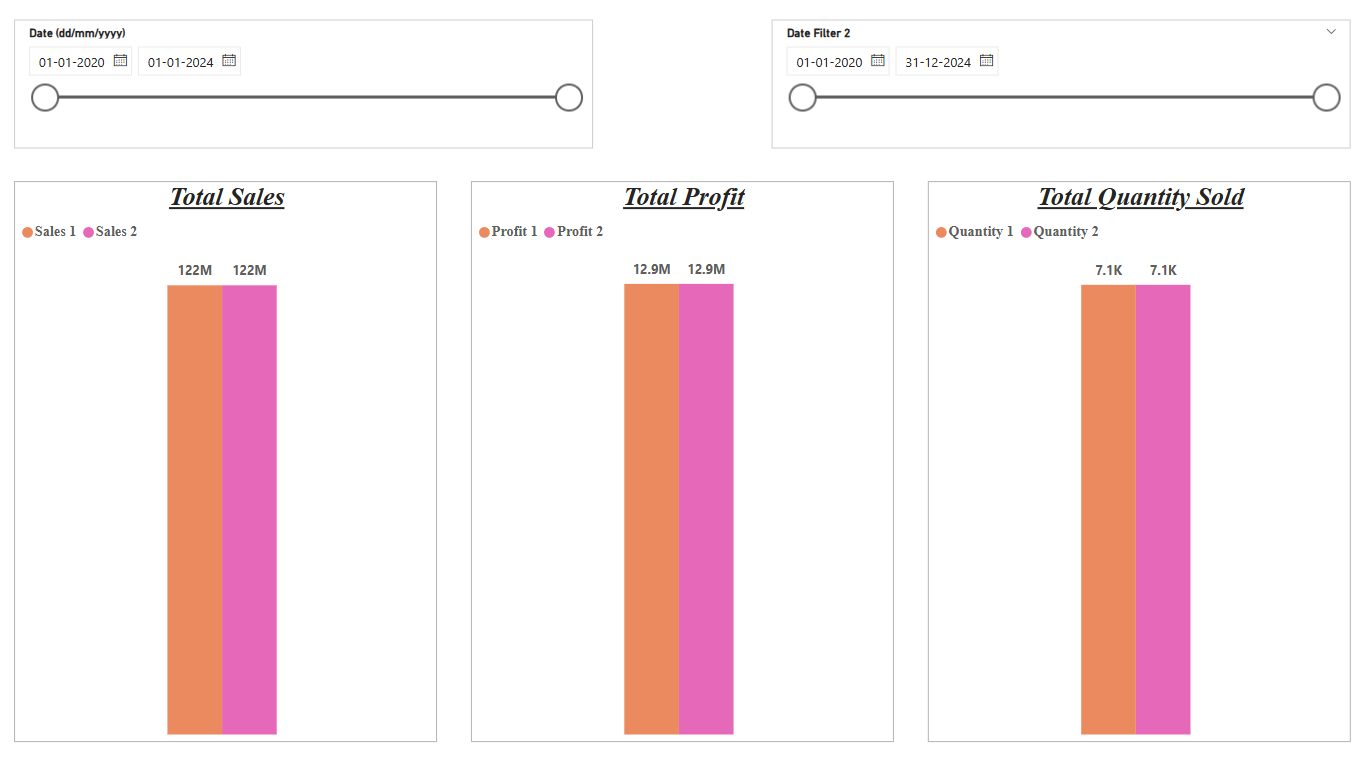 Date (dd/mm/yyyy)
01-01-2020 01-01-2024
Date Filter 2
01-01-2020 31-12-2024
Total Sales
Sales 1 Sales 2
122M 122M
Total Profit
Profit 1 Profit 2
12.9M 12.9M
Total Quantity Sold
Quantity 1 Quantity 2
7.1K 7.1K